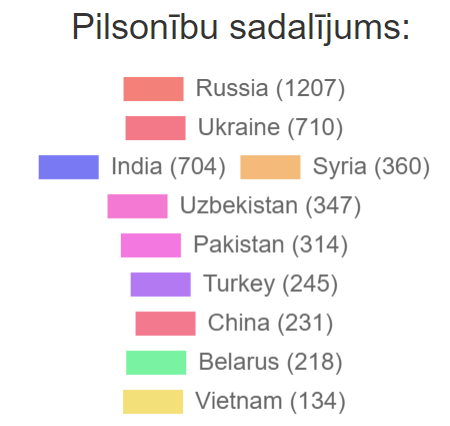 Pilsonību sadalījums:
Russia (1207)
Ukraine (710)
India (704) Syria (360)
Uzbekistan (347)
Pakistan (314)
Turkey (245)
China (231)
Belarus (218)
Vietnam (134)